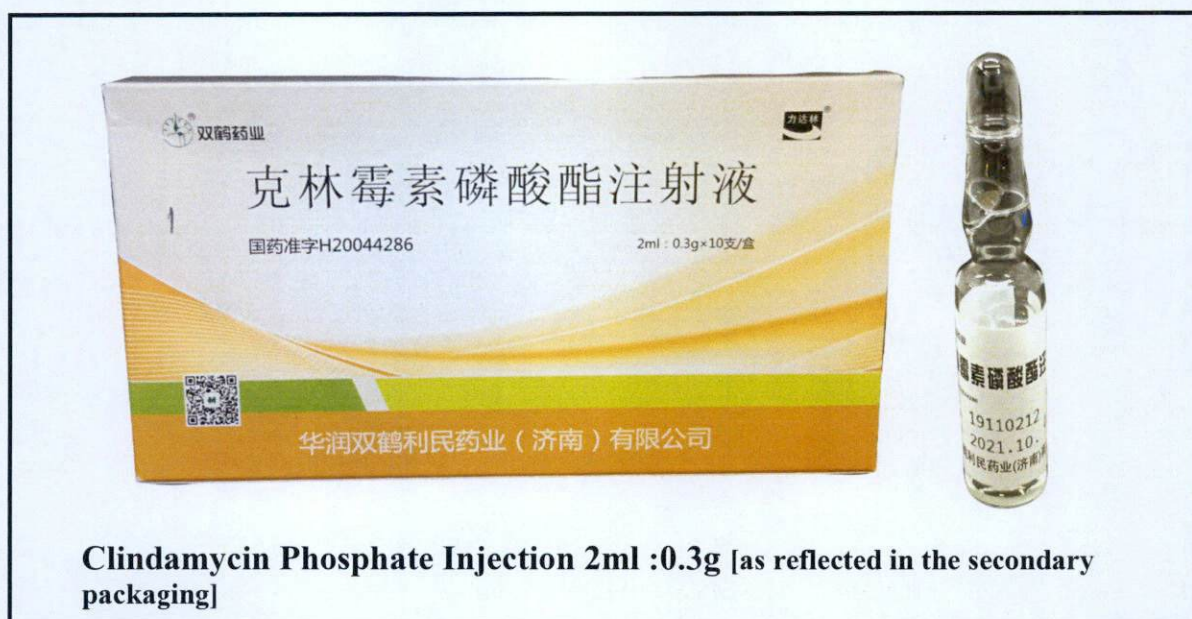 双鹤药业
力达林
克林霉素磷酸酯注射液
国药准字H20044286
2ml：0.3g×10支/盒
华润双鹤利民药业（济南）有限公司
霉素磷酸酯注
19110212
2021.10.
利民药业(济南)
Clindamycin Phosphate Injection 2ml :0.3g [as reflected in the secondary
packaging]